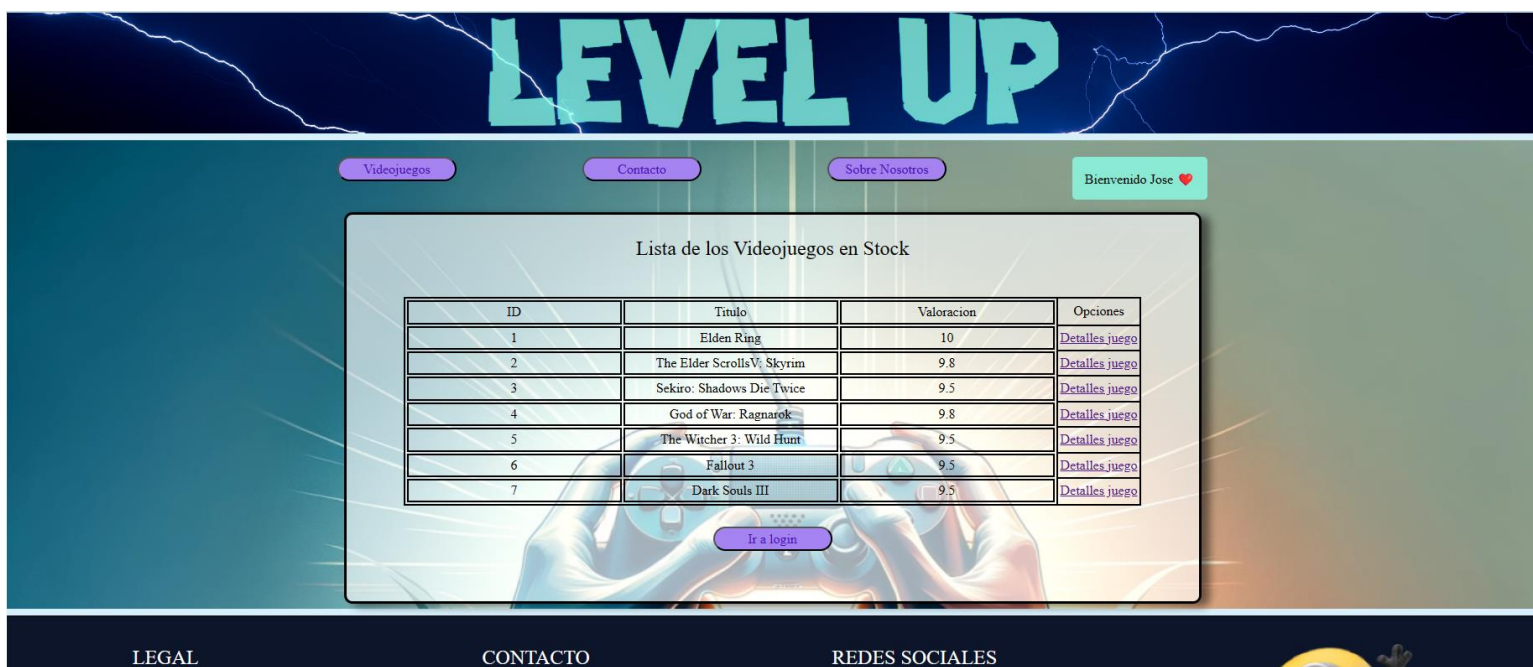 LEVEL UP
Videojuegos Contacto Sobre Nosotros Bienvenido Jose ❤️
Lista de los Videojuegos en Stock
ID Titulo Valoracion Opciones
1 Elden Ring 10 Detalles juego
2 The Elder ScrollsV: Skyrim 9.8 Detalles juego
3 Sekiro: Shadows Die Twice 9.5 Detalles juego
4 God of War: Ragnarok 9.8 Detalles juego
5 The Witcher 3: Wild Hunt 9.5 Detalles juego
6 Fallout 3 9.5 Detalles juego
7 Dark Souls III 9.5 Detalles juego
Ir a login
LEGAL CONTACTO REDES SOCIALES